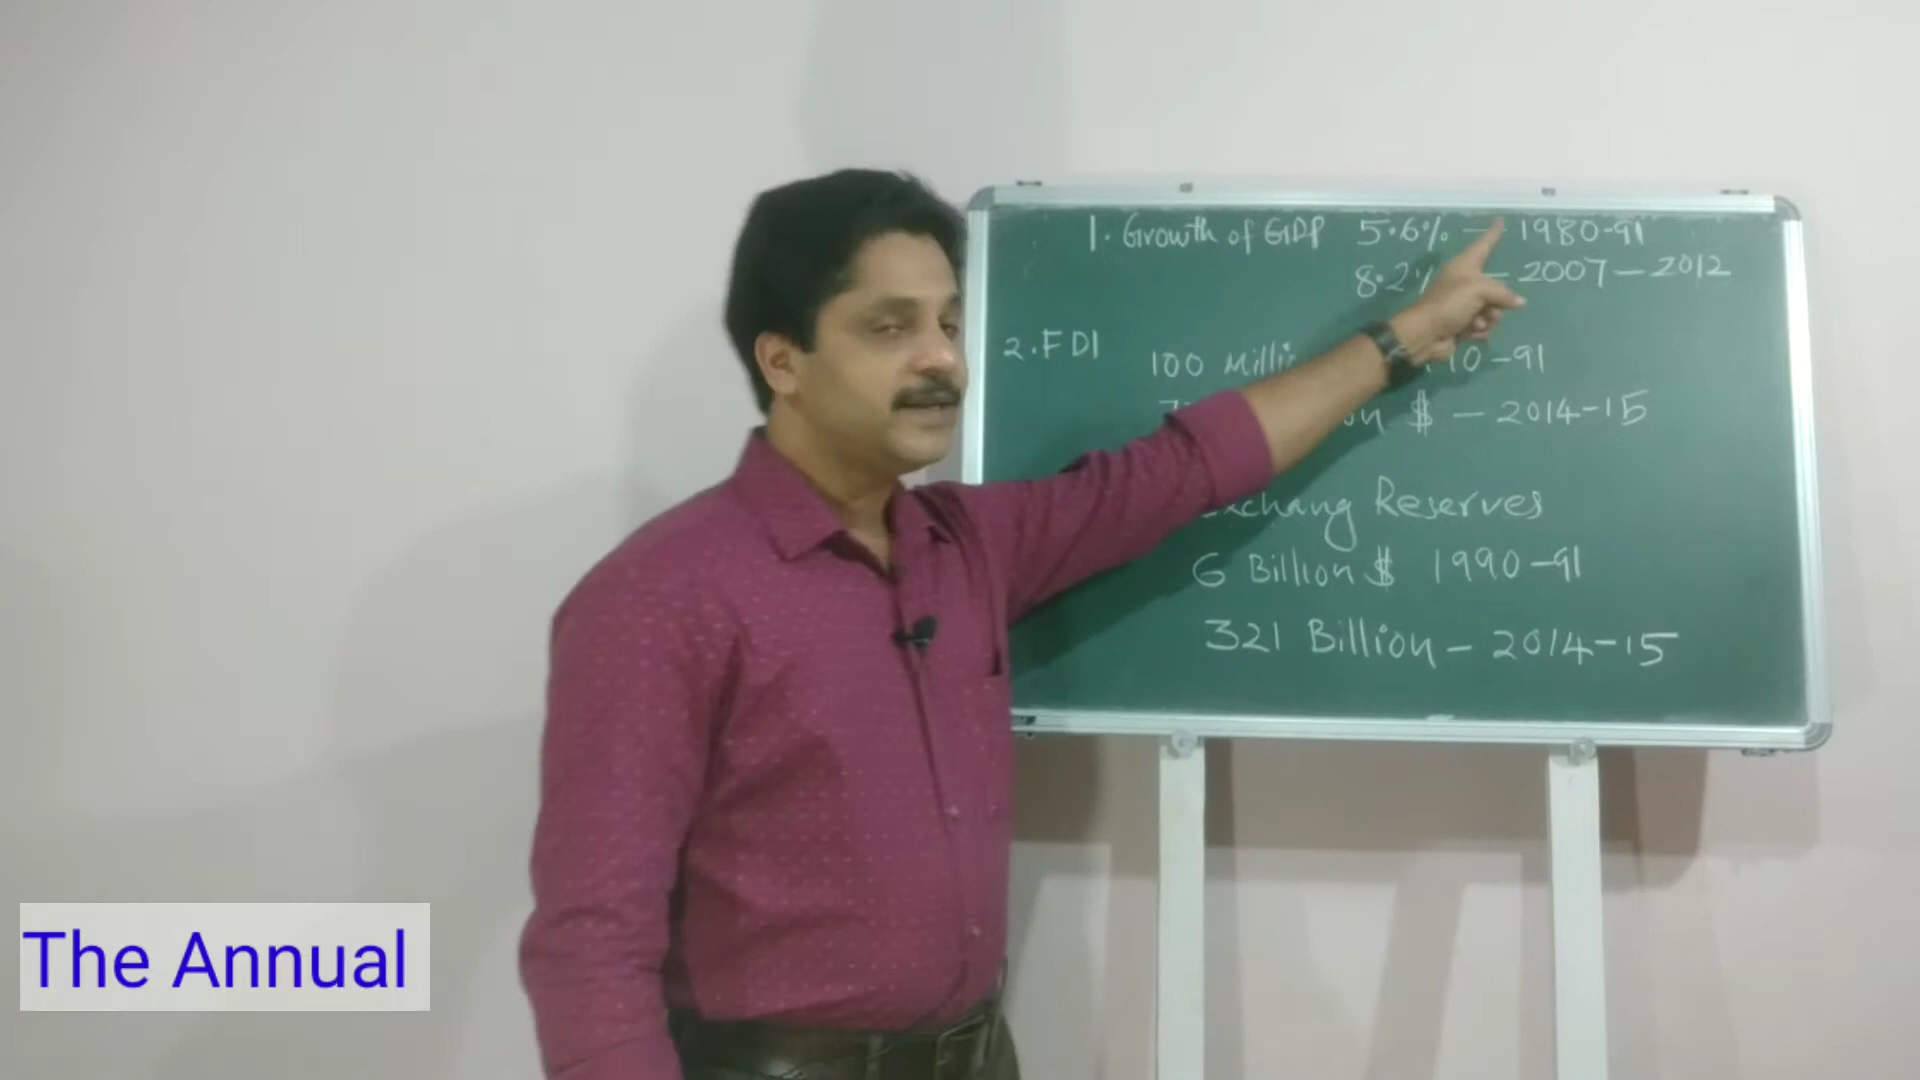 1. Growth of GDP 5.6% — 1980-91
8.2% — 2007 — 2012
2. FDI
100 -91
$ — 2014-15
Reserves
6 Billion $ 1990-91
321 Billion — 2014-15
The Annual